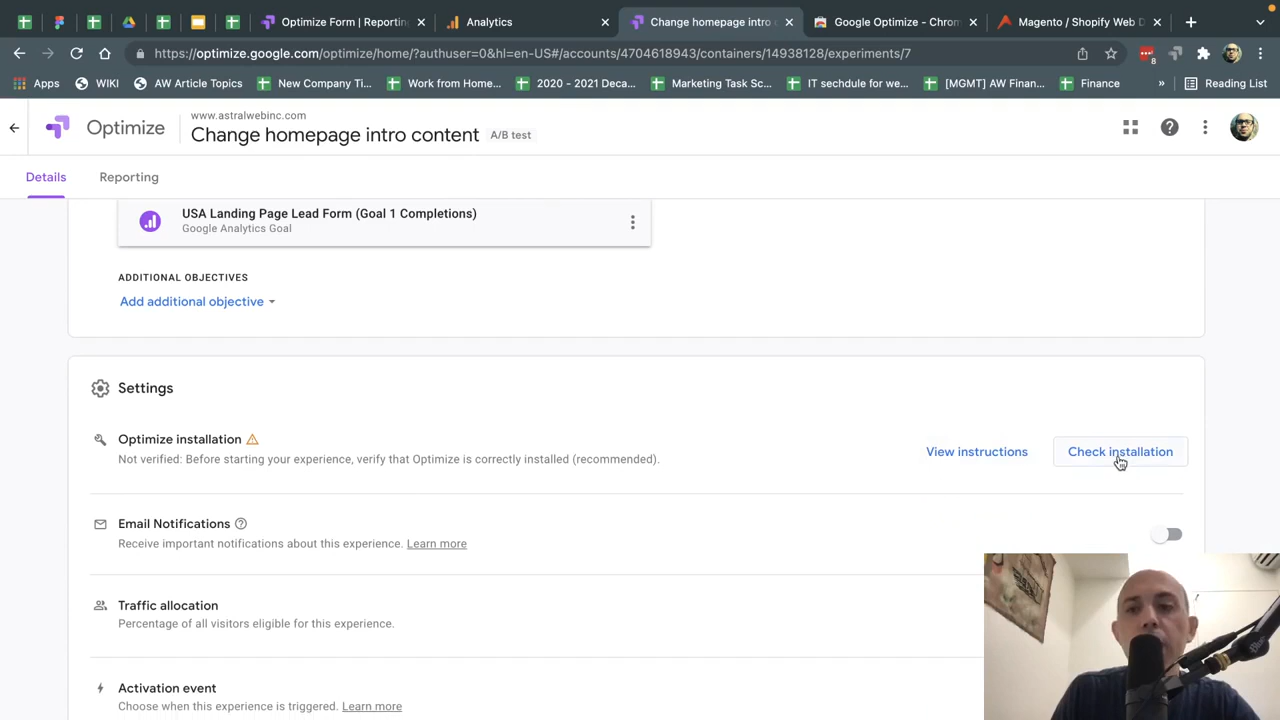 Optimize Form | Reporting
Analytics
Change homepage intro c
Google Optimize - Chrom
Magento / Shopify Web D
https://optimize.google.com/optimize/home/?authuser=0&hl=en-US#/accounts/4704618943/containers/14938128/experiments/7
8
Apps
WIKI
AW Article Topics
New Company Ti...
Work from Home...
2020 - 2021 Deca...
Marketing Task Sc...
IT techdule for we...
[MGMT] AW Finan...
Finance
»
Reading List
Optimize
www.astralwebinc.com
Change homepage intro content
A/B test
Details
Reporting
USA Landing Page Lead Form (Goal 1 Completions)
Google Analytics Goal
ADDITIONAL OBJECTIVES
Add additional objective
Settings
Optimize installation
Not verified: Before starting your experience, verify that Optimize is correctly installed (recommended).
View instructions
Check installation
Email Notifications
Receive important notifications about this experience. Learn more
Traffic allocation
Percentage of all visitors eligible for this experience.
Activation event
Choose when this experience is triggered. Learn more